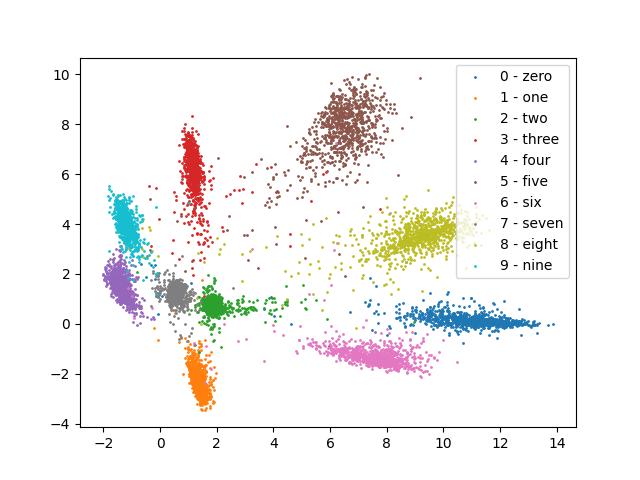 10
8
6
4
2
0
−2
−4
−2 0 2 4 6 8 10 12 14
0 - zero
1 - one
2 - two
3 - three
4 - four
5 - five
6 - six
7 - seven
8 - eight
9 - nine